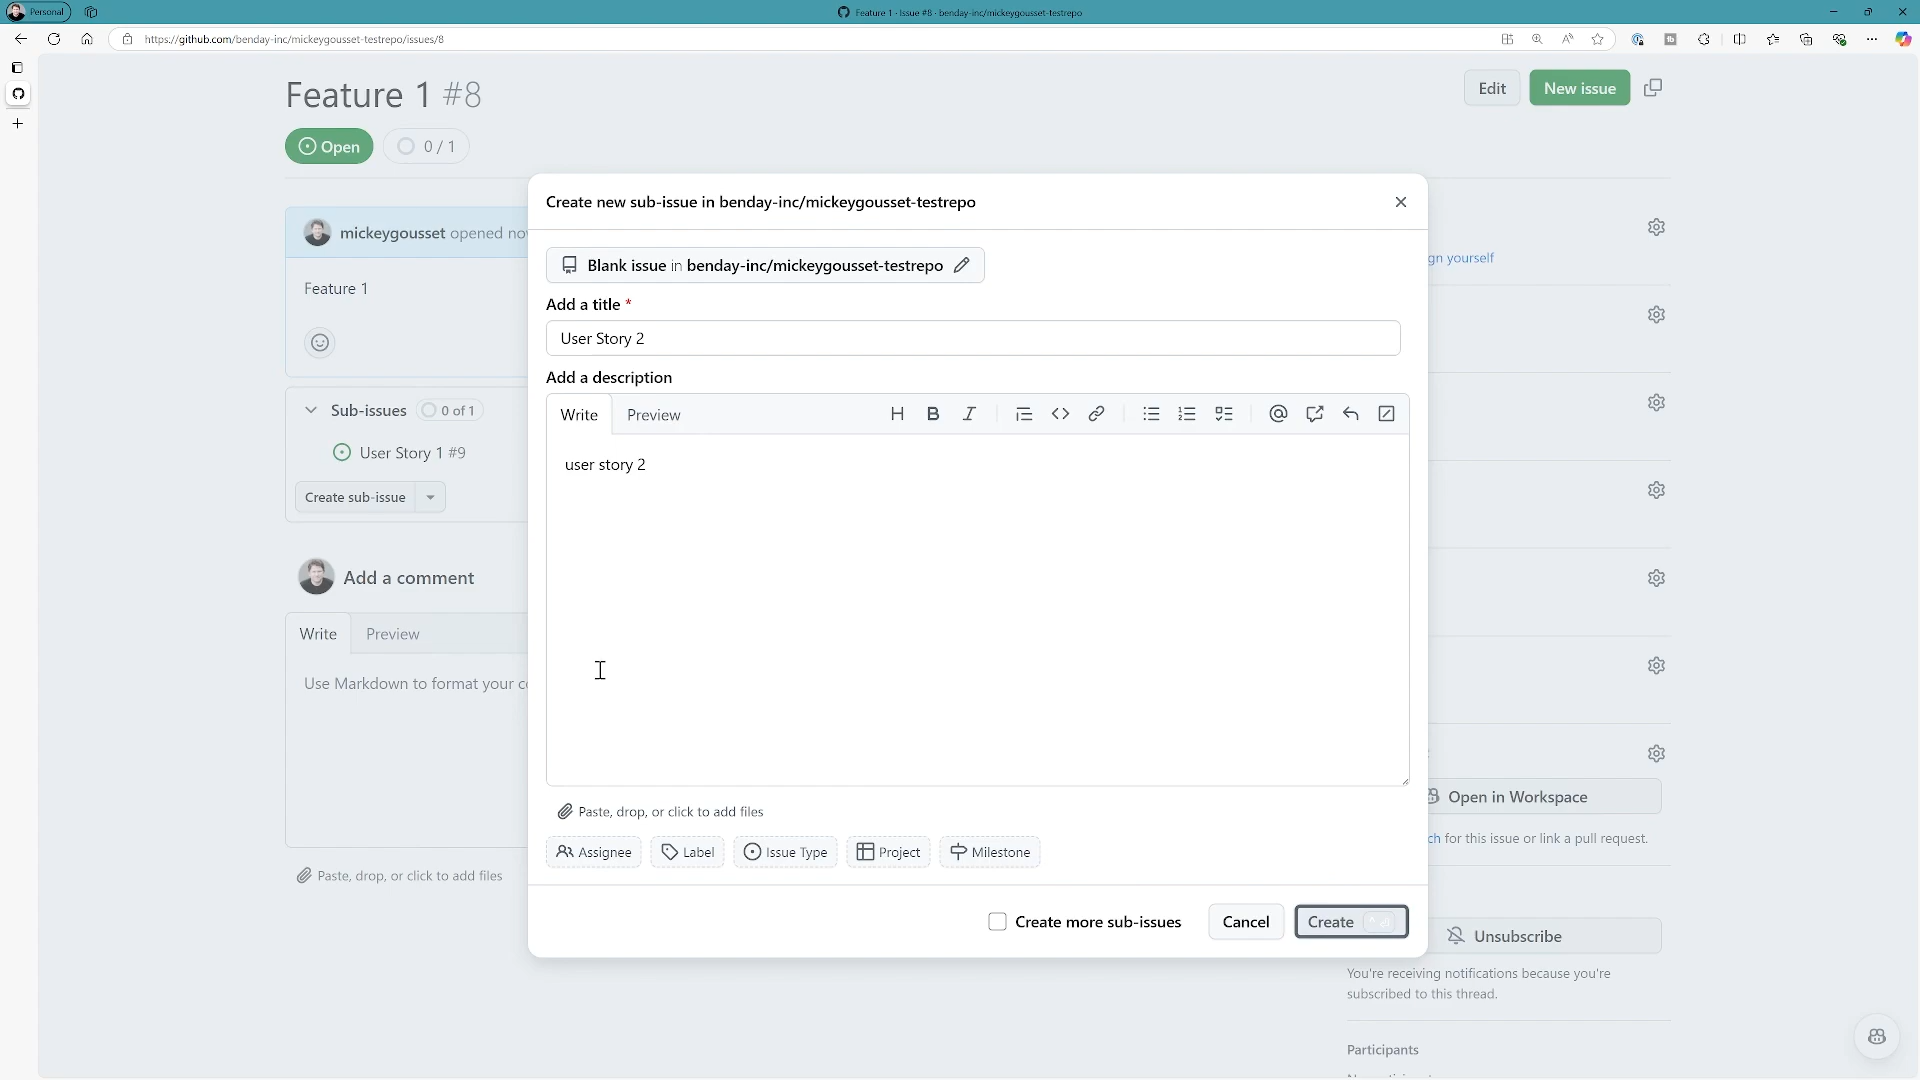 Personal
Feature 1 · Issue #8 · benday-inc/mickeygousset-testrepo
https://github.com/benday-inc/mickeygousset-testrepo/issues/8
Feature 1 #8
Edit
New issue
Open
0 / 1
Create new sub-issue in benday-inc/mickeygousset-testrepo
mickeygousset opened
Blank issue in benday-inc/mickeygousset-testrepo
gn yourself
Feature 1
Add a title *
User Story 2
Add a description
Sub-issues
0 of 1
Write
Preview
User Story 1 #9
user story 2
Create sub-issue
Add a comment
Write
Preview
Use Markdown to format your
Open in Workspace
Paste, drop, or click to add files
for this issue or link a pull request.
Assignee
Label
Issue Type
Project
Milestone
Paste, drop, or click to add files
Create more sub-issues
Cancel
Create
Unsubscribe
You're receiving notifications because you're
subscribed to this thread.
Participants